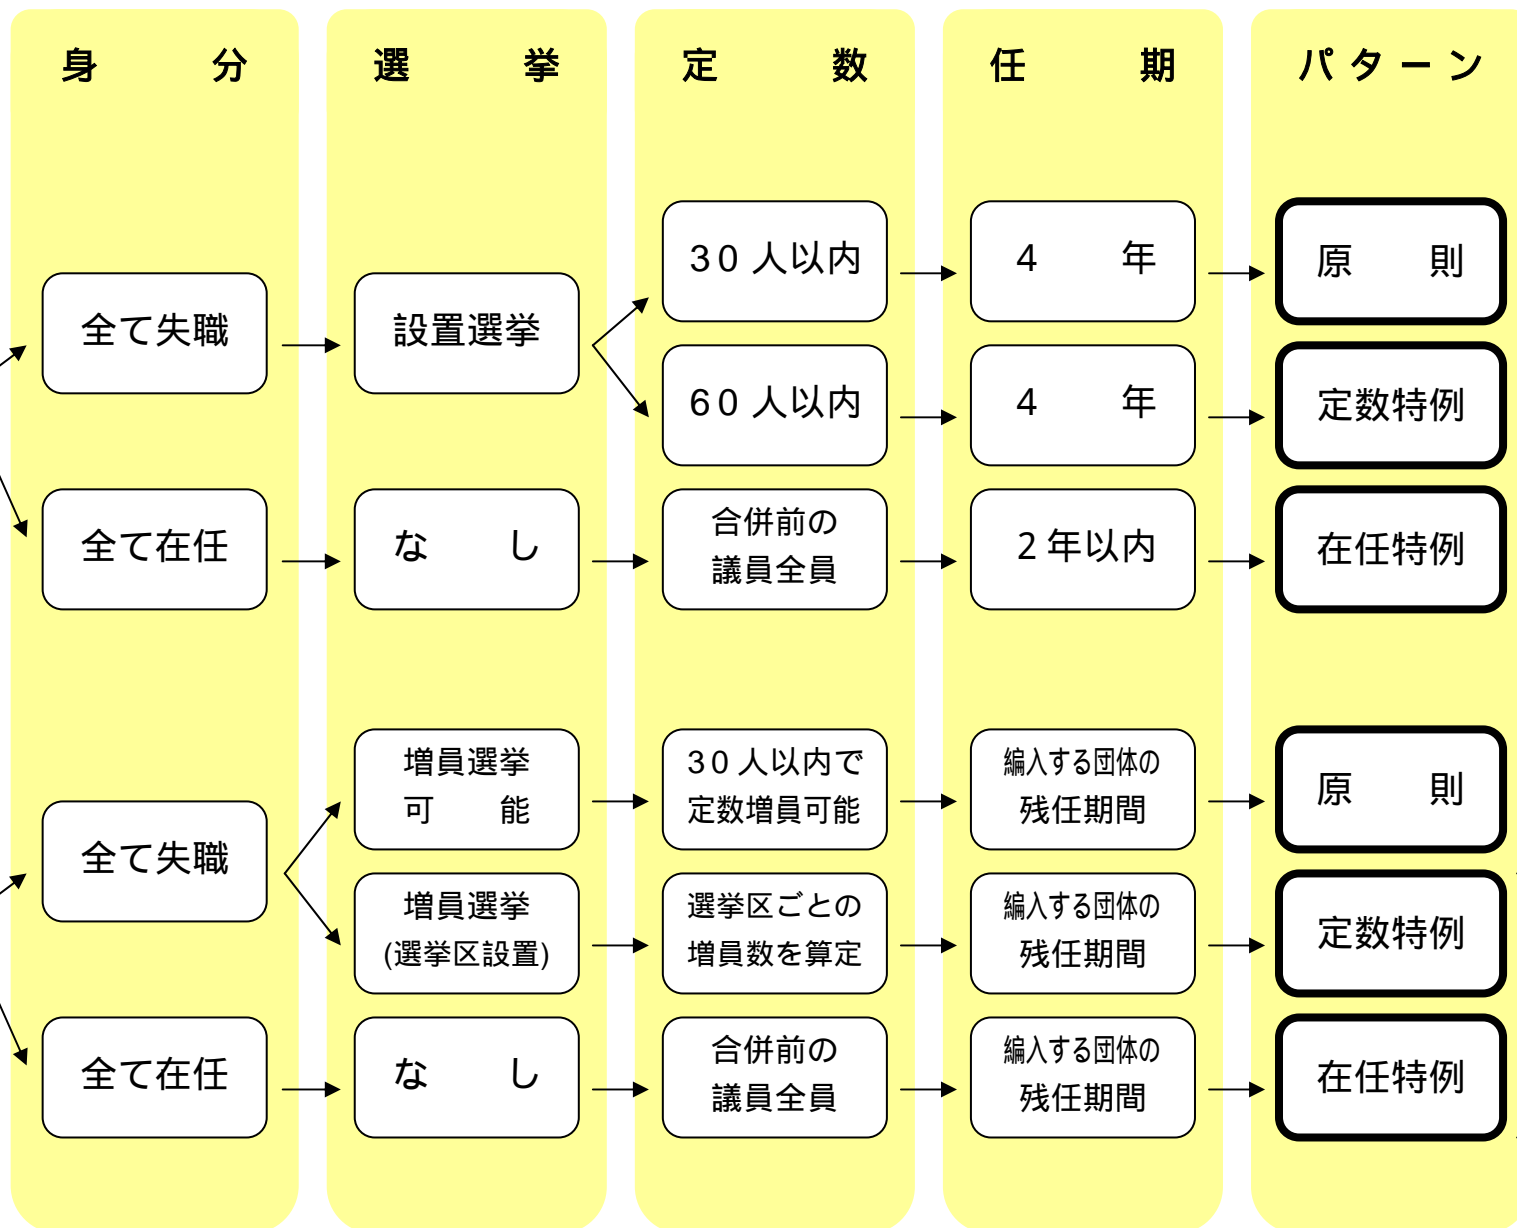 身分
選挙
定数
任期
パターン
全て失職
設置選挙
30人以内
4年
原則
60人以内
4年
定数特例
全て在任
なし
合併前の
議員全員
2年以内
在任特例
全て失職
増員選挙
可能
30人以内で
定数増員可能
編入する団体の
残任期間
原則
増員選挙
(選挙区設置)
選挙区ごとの
増員数を算定
編入する団体の
残任期間
定数特例
全て在任
なし
合併前の
議員全員
編入する団体の
残任期間
在任特例